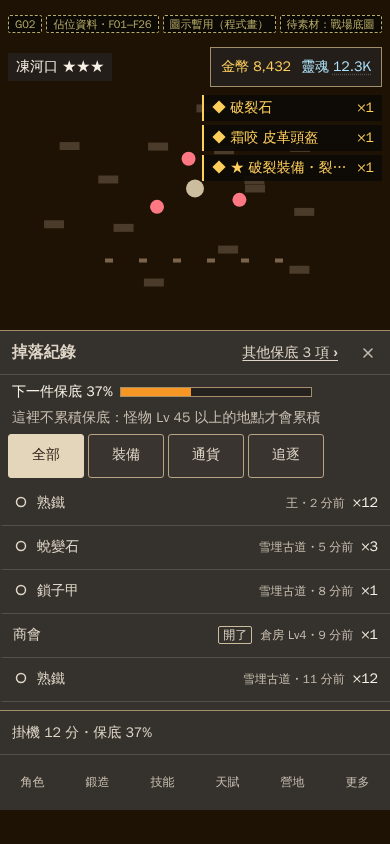 G02 佔位資料・F01—F26 圖示暫用（程式畫） 待素材：戰場底圖
凍河口 ★★★
金幣 8,432 靈魂 12.3K
◆ 破裂石 ×1
◆ 霜咬 皮革頭盔 ×1
◆ ★ 破裂裝備・裂… ×1
掉落紀錄 其他保底 3 項 › ×
下一件保底 37%
這裡不累積保底：怪物 Lv 45 以上的地點才會累積
全部 裝備 通貨 追逐
熟鐵 王・2 分前 ×12
蛻變石 雪埋古道・5 分前 ×3
鎖子甲 雪埋古道・8 分前 ×1
商會 開了 倉房 Lv4・9 分前 ×1
熟鐵 雪埋古道・11 分前 ×12
掛機 12 分・保底 37%
角色 鍛造 技能 天賦 營地 更多